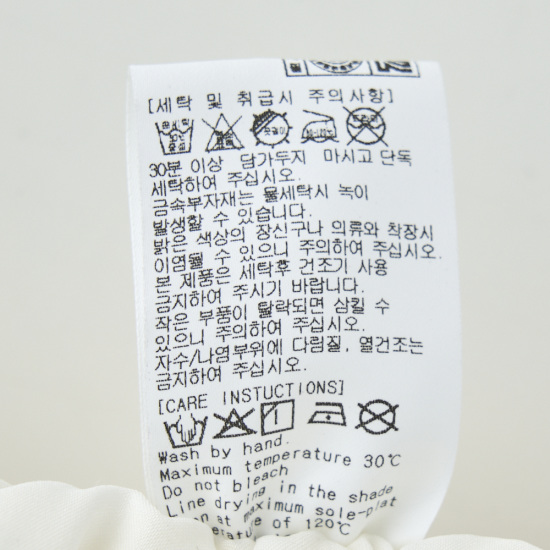 [세탁 및 취급시 주의사항]
30분 이상 담가두지 마시고 단독
세탁하여 주십시오.
금속부자재는 물세탁시 녹이
발생할 수 있습니다.
밝은 색상의 장신구나 의류와 착장시
이염될 수 있으니 주의하여 주십시오.
본 제품은 세탁후 건조기 사용
금지하여 주시기 바랍니다.
작은 부품이 탈락되면 삼킬 수
있으니 주의하여 주십시오.
자수/나염부위에 다림질, 열건조는
금지하여 주십시오.
[CARE INSTUCTIONS]
Wash by hand.
Maximum temperature 30℃
Do not bleach
Line drying in the shade
at maximum sole-plat
of 120℃